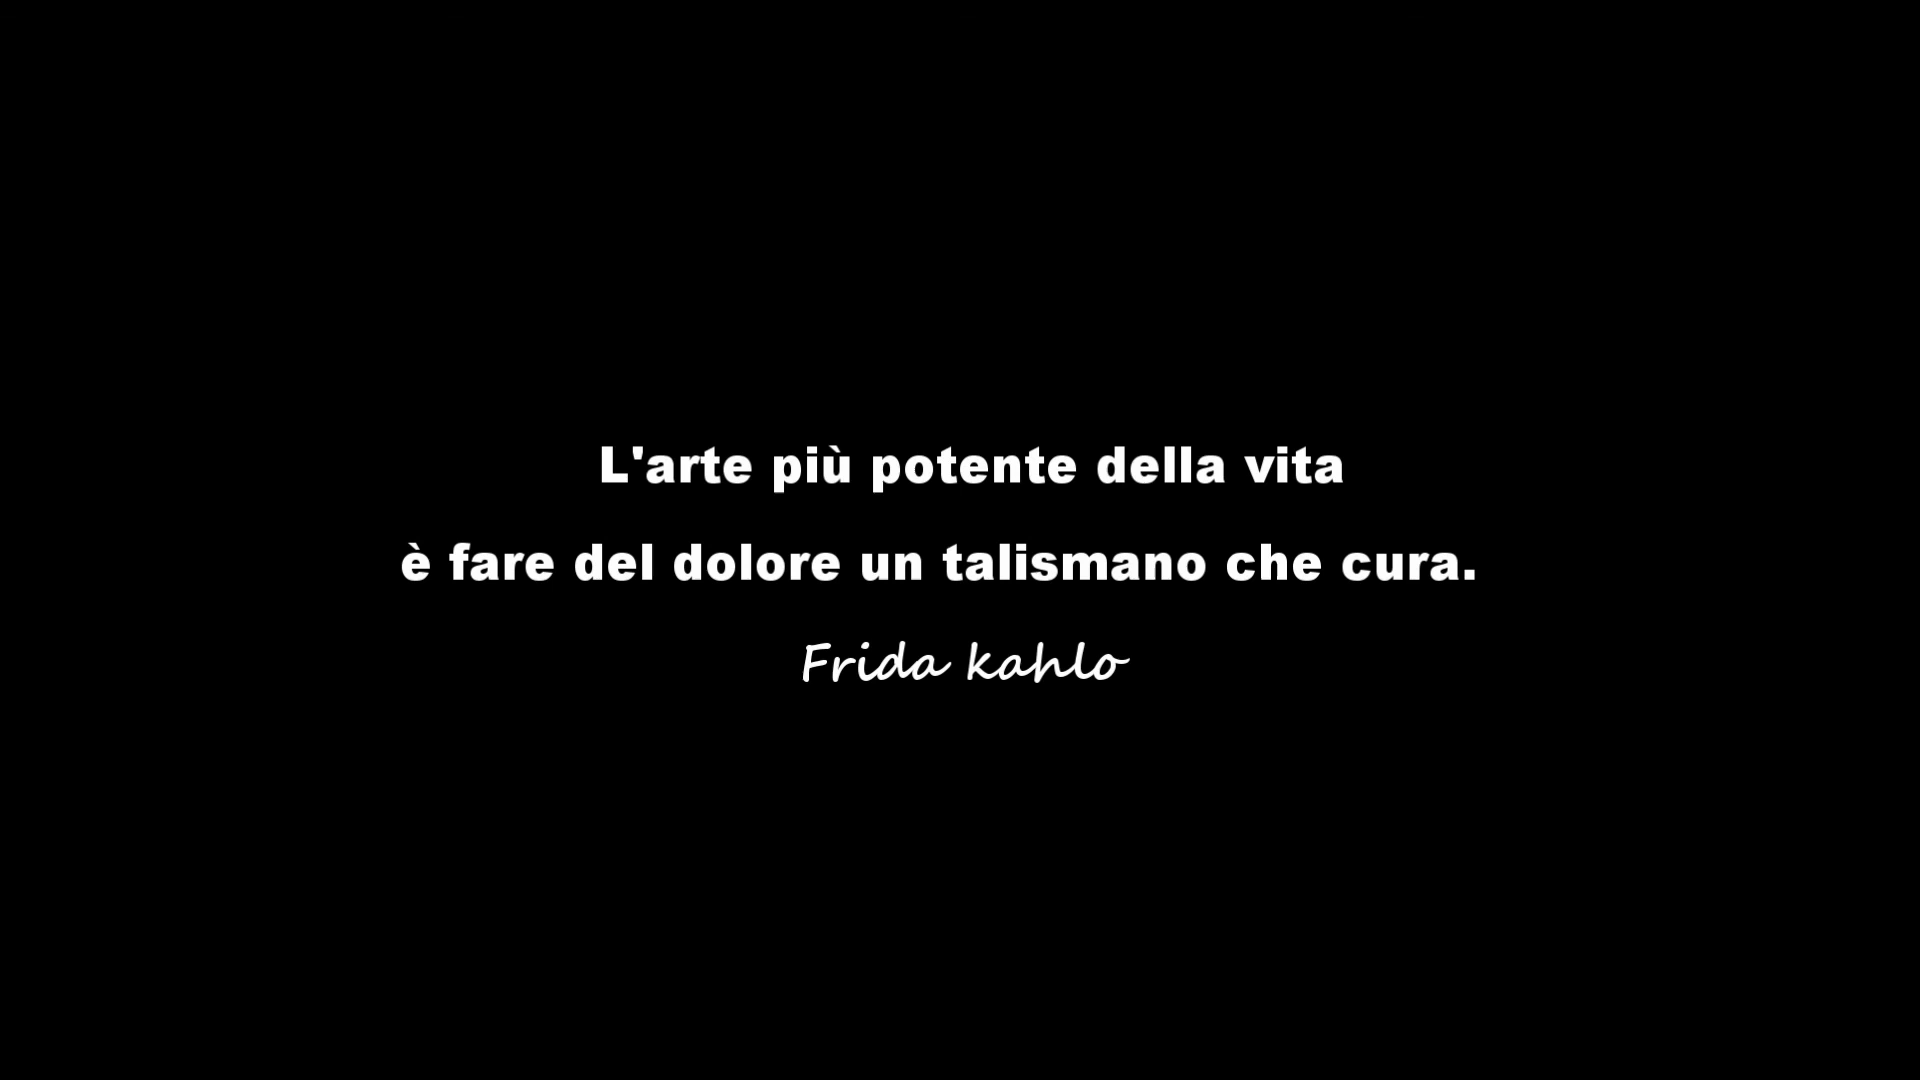 L'arte più potente della vita
è fare del dolore un talismano che cura.
Frida kahlo